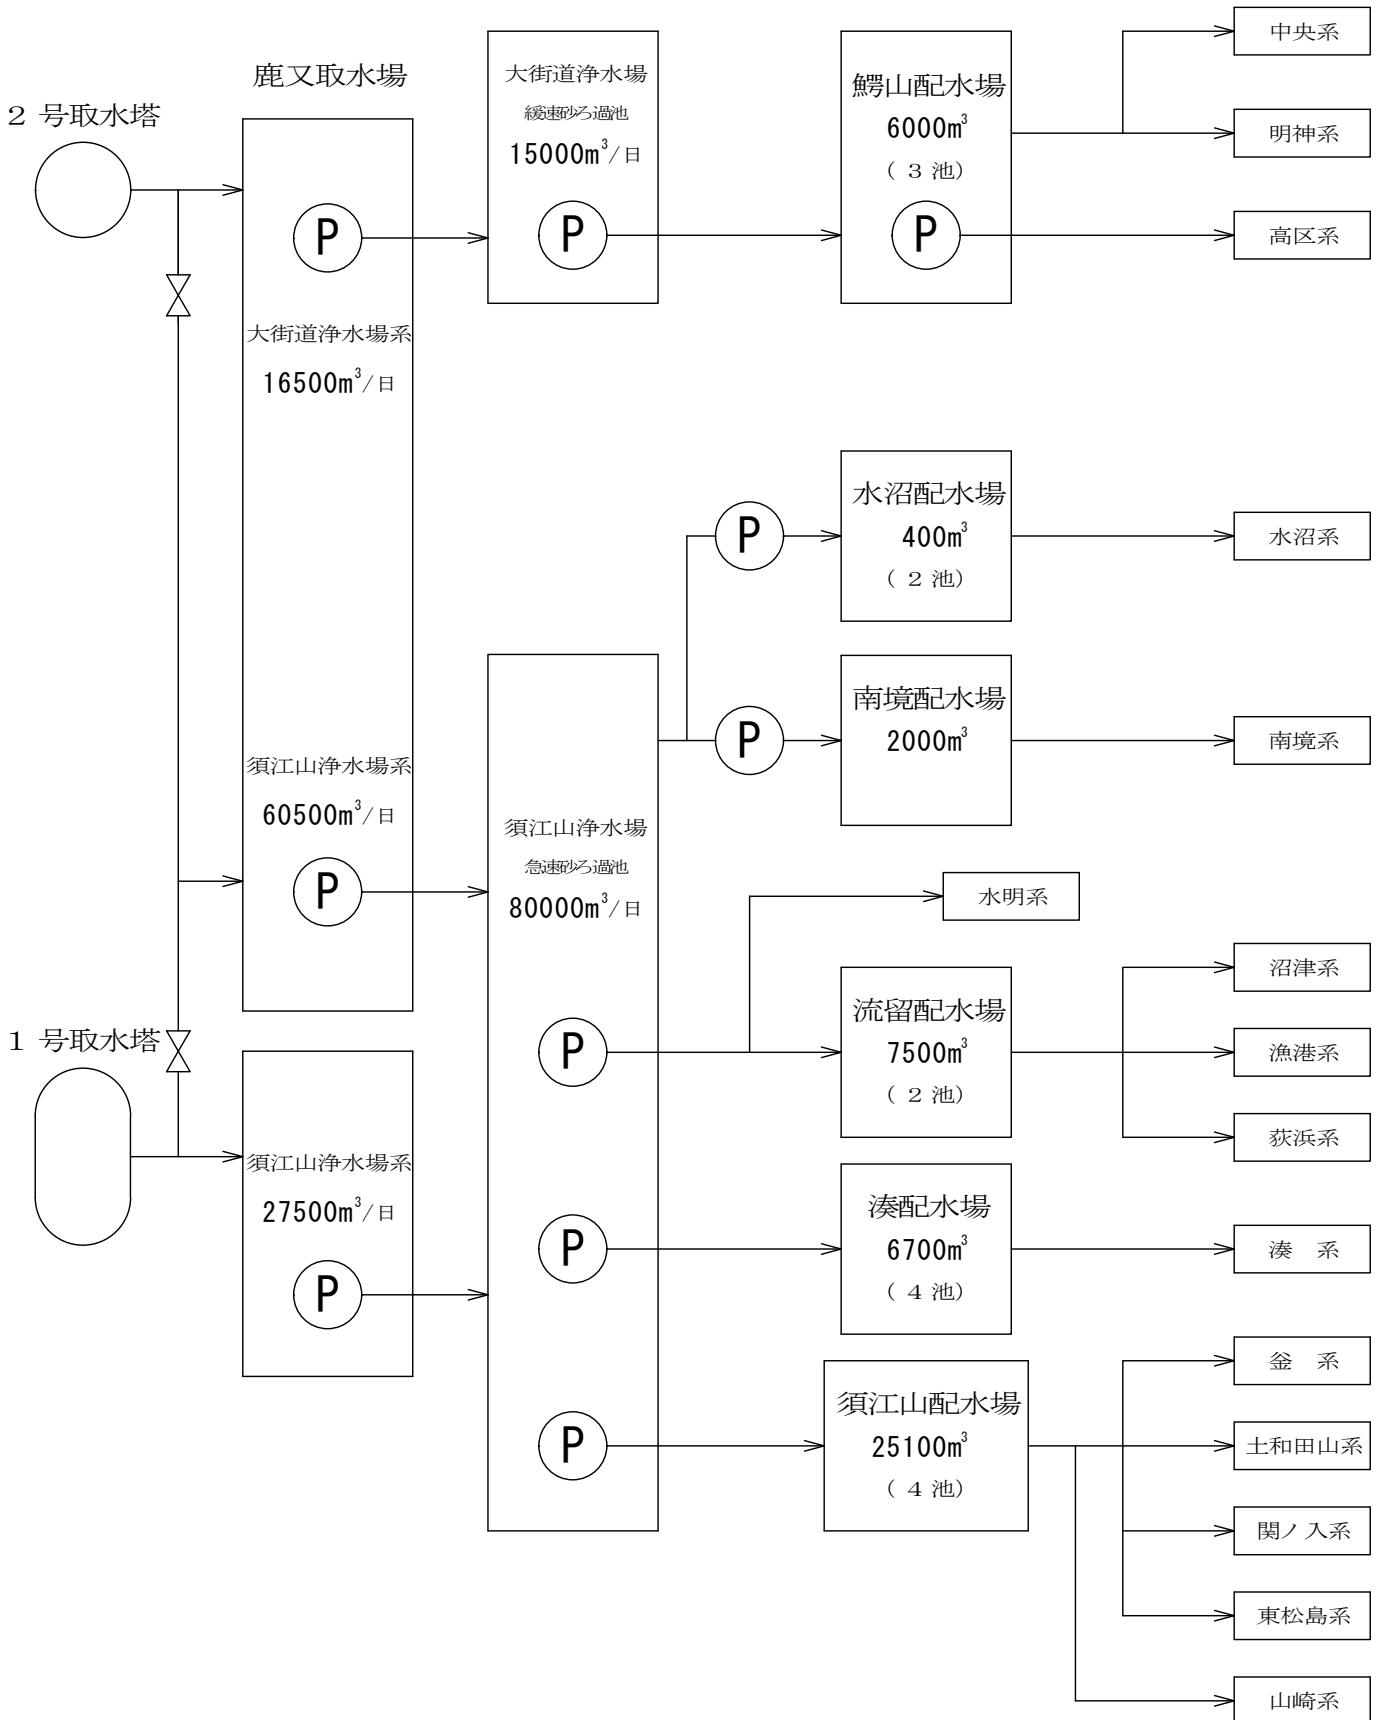 鹿又取水場
2 号取水塔
P
大街道浄水場系
16500m³/日
須江山浄水場系
60500m³/日
P
1 号取水塔
須江山浄水場系
27500m³/日
P
大街道浄水場
緩速砂ろ過池
15000m³/日
P
須江山浄水場
急速砂ろ過池
80000m³/日
P
P
P
鰐山配水場
6000m³
( 3 池)
P
中央系
明神系
高区系
P
水沼配水場
400m³
( 2 池)
水沼系
P
南境配水場
2000m³
南境系
水明系
流留配水場
7500m³
( 2 池)
沼津系
漁港系
荻浜系
湊配水場
6700m³
( 4 池)
湊 系
須江山配水場
25100m³
( 4 池)
釜 系
土和田山系
関ノ入系
東松島系
山崎系